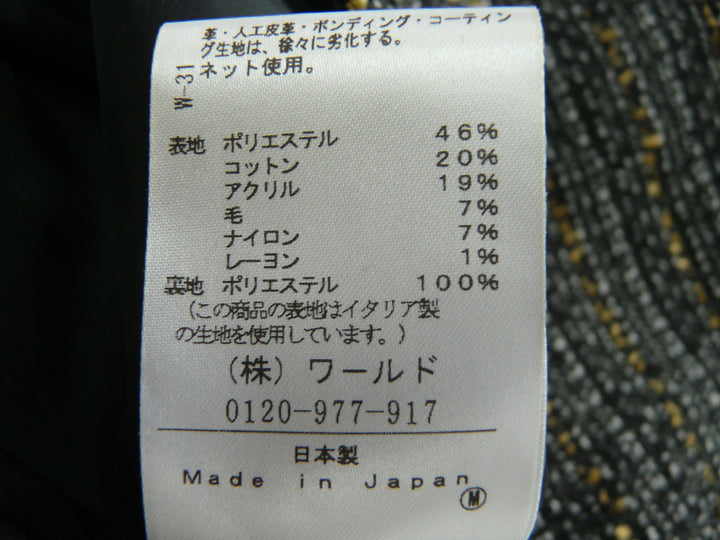 革・人工皮革・ボンディング・コーティン
グ生地は、徐々に劣化する。
ネット使用。
W-31
表地 ポリエステル 46%
コットン 20%
アクリル 19%
毛 7%
ナイロン 7%
レーヨン 1%
裏地 ポリエステル 100%
(この商品の表地はイタリア製
の生地を使用しています。)
(株)ワールド
0120-977-917
日本製
Made in Japan
Ⓜ